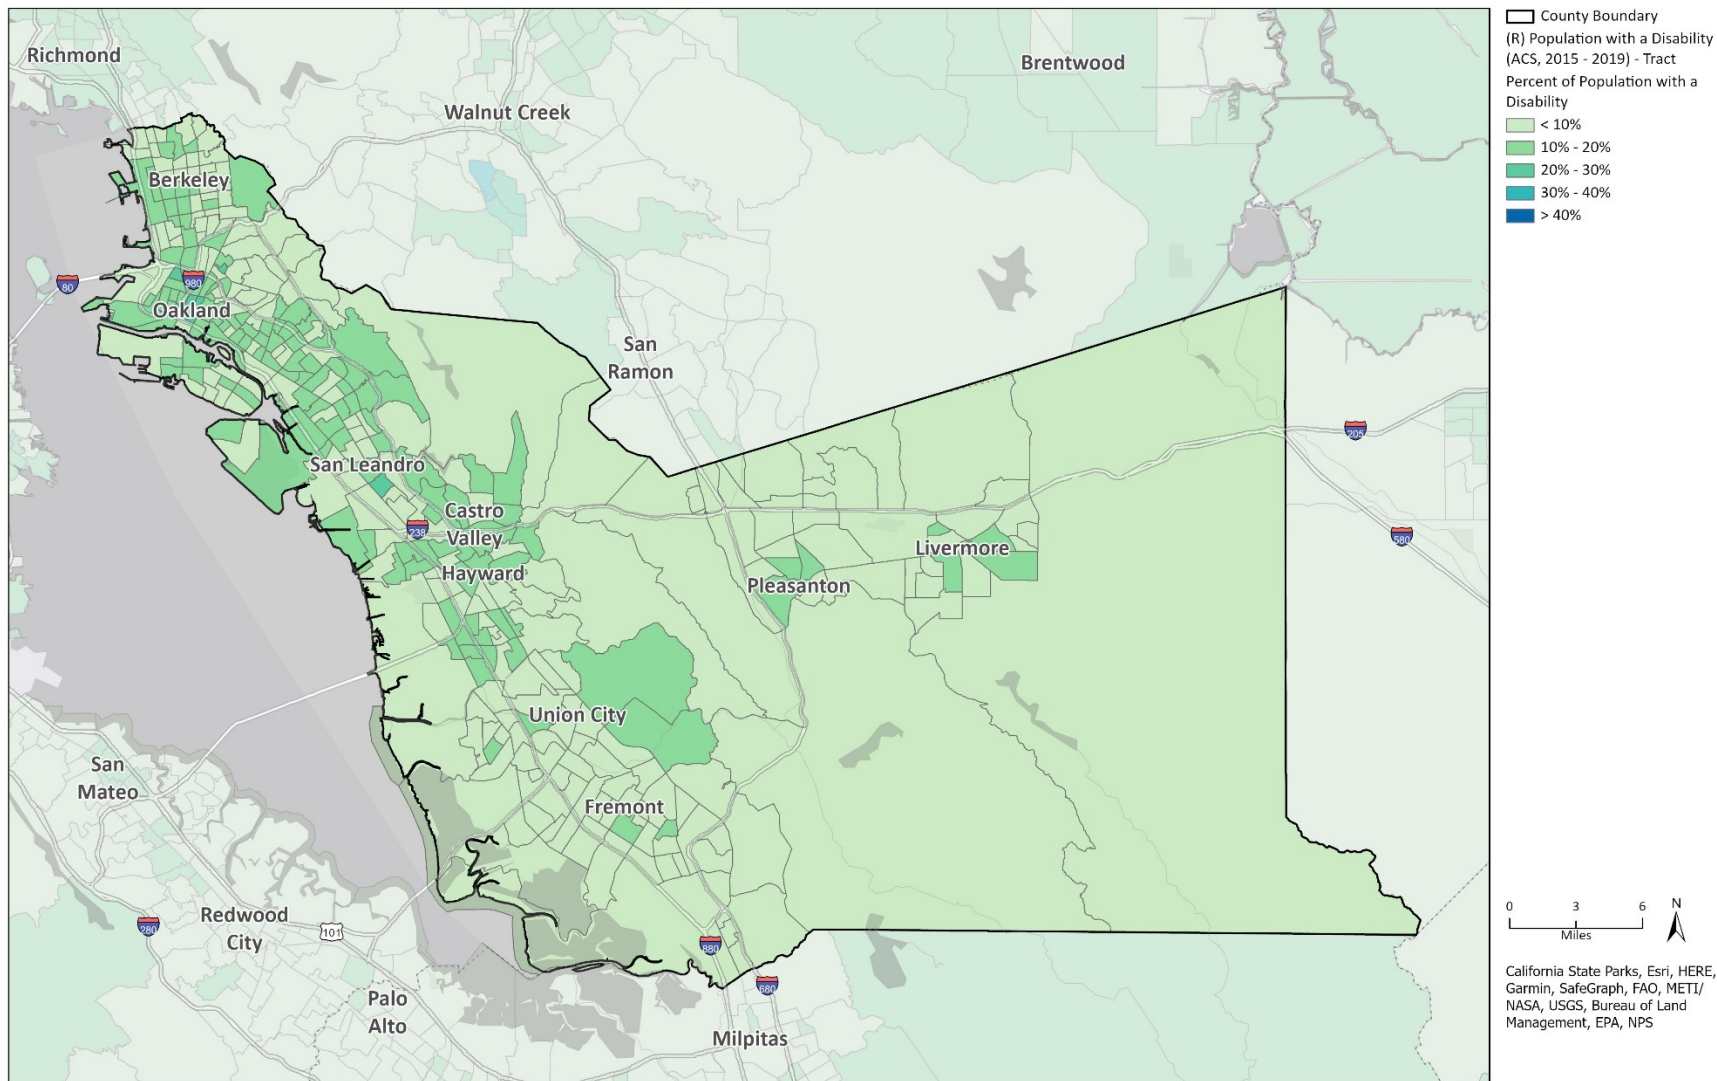 Richmond
Brentwood
Walnut Creek
Berkeley
80
980
Oakland
San
Ramon
205
San Leandro
Castro
Valley
238
580
Livermore
Hayward
Pleasanton
Union City
San
Mateo
Fremont
Redwood
City
280
101
880
680
Palo
Alto
Milpitas
County Boundary
(R) Population with a Disability
(ACS, 2015 - 2019) - Tract
Percent of Population with a
Disability
< 10%
10% - 20%
20% - 30%
30% - 40%
> 40%
0 3 6
Miles
N
California State Parks, Esri, HERE,
Garmin, SafeGraph, FAO, METI/
NASA, USGS, Bureau of Land
Management, EPA, NPS